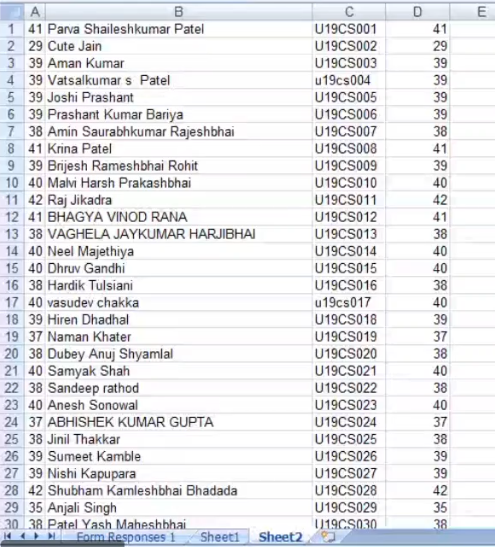 A B C D E
1 41 Parva Shaileshkumar Patel U19CS001 41
2 29 Cute Jain U19CS002 29
3 39 Aman Kumar U19CS003 39
4 39 Vatsalkumar s Patel u19cs004 39
5 39 Joshi Prashant U19CS005 39
6 39 Prashant Kumar Bariya U19CS006 39
7 38 Amin Saurabhkumar Rajeshbhai U19CS007 38
8 41 Krina Patel U19CS008 41
9 39 Brijesh Rameshbhai Rohit U19CS009 39
10 40 Malvi Harsh Prakashbhai U19CS010 40
11 42 Raj Jikadra U19CS011 42
12 41 BHAGYA VINOD RANA U19CS012 41
13 38 VAGHELA JAYKUMAR HARJIBHAI U19CS013 38
14 40 Neel Majethiya U19CS014 40
15 40 Dhruv Gandhi U19CS015 40
16 38 Hardik Tulsiani U19CS016 38
17 40 vasudev chakka u19cs017 40
18 39 Hiren Dhadhal U19CS018 39
19 37 Naman Khater U19CS019 37
20 38 Dubey Anuj Shyamlal U19CS020 38
21 40 Samyak Shah U19CS021 40
22 38 Sandeep rathod U19CS022 38
23 40 Anesh Sonowal U19CS023 40
24 37 ABHISHEK KUMAR GUPTA U19CS024 37
25 38 Jinil Thakkar U19CS025 38
26 39 Sumeet Kamble U19CS026 39
27 39 Nishi Kapupara U19CS027 39
28 42 Shubham Kamleshbhai Bhadada U19CS028 42
29 35 Anjali Singh U19CS029 35
30 38 Patel Yash Maheshbhai U19CS030 38
Form Responses 1 Sheet1 Sheet2